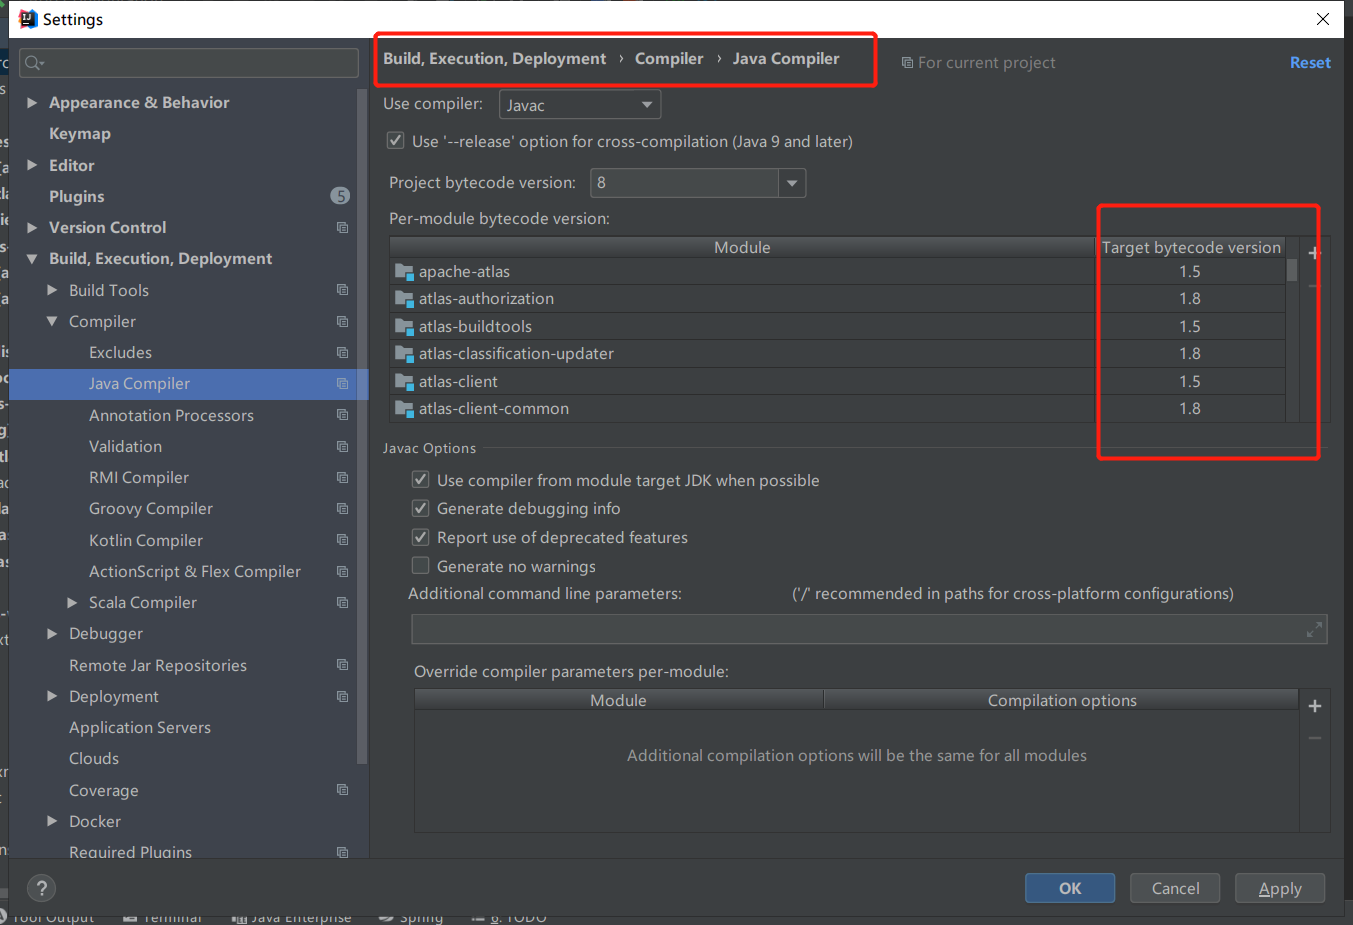 Settings
Appearance & Behavior
Keymap
Editor
Plugins 5
Version Control
Build, Execution, Deployment
Build Tools
Compiler
Excludes
Java Compiler
Annotation Processors
Validation
RMI Compiler
Groovy Compiler
Kotlin Compiler
ActionScript & Flex Compiler
Scala Compiler
Debugger
Remote Jar Repositories
Deployment
Application Servers
Clouds
Coverage
Docker
Required Plugins
Build, Execution, Deployment › Compiler › Java Compiler
For current project
Reset
Use compiler: Javac
Use '--release' option for cross-compilation (Java 9 and later)
Project bytecode version: 8
Per-module bytecode version:
Module Target bytecode version
apache-atlas 1.5
atlas-authorization 1.8
atlas-buildtools 1.5
atlas-classification-updater 1.8
atlas-client 1.5
atlas-client-common 1.8
Javac Options
Use compiler from module target JDK when possible
Generate debugging info
Report use of deprecated features
Generate no warnings
Additional command line parameters: ('/' recommended in paths for cross-platform configurations)
Override compiler parameters per-module:
Module Compilation options
Additional compilation options will be the same for all modules
? OK Cancel Apply
Tool Output Terminal Java Enterprise Spring 6: TODO